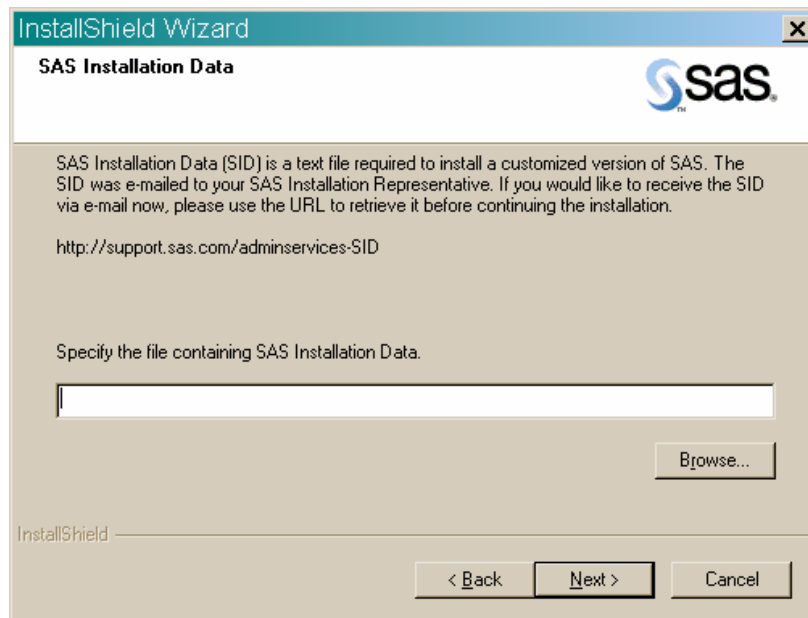 InstallShield Wizard
SAS Installation Data
sas.
TM
SAS Installation Data (SID) is a text file required to install a customized version of SAS. The
SID was e-mailed to your SAS Installation Representative. If you would like to receive the SID
via e-mail now, please use the URL to retrieve it before continuing the installation.
http://support.sas.com/adminservices-SID
Specify the file containing SAS Installation Data.
Browse...
InstallShield
< Back
Next >
Cancel